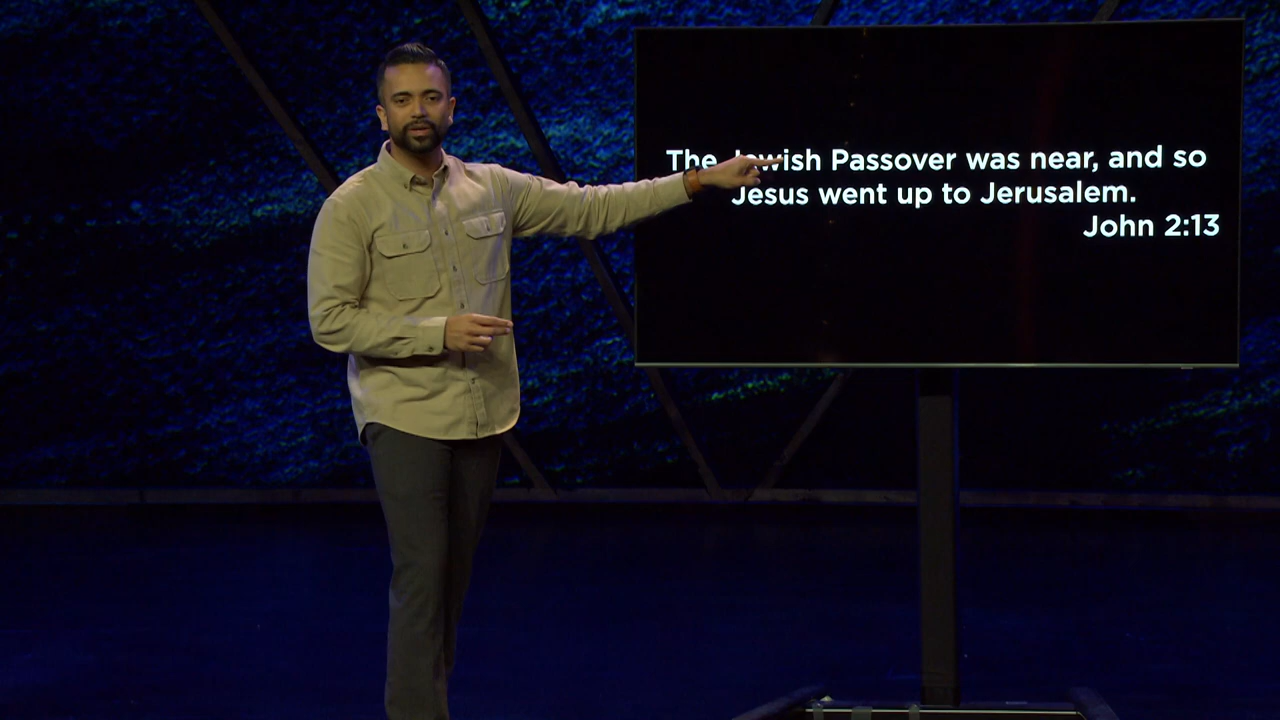 The Jewish Passover was near, and so
Jesus went up to Jerusalem.
John 2:13